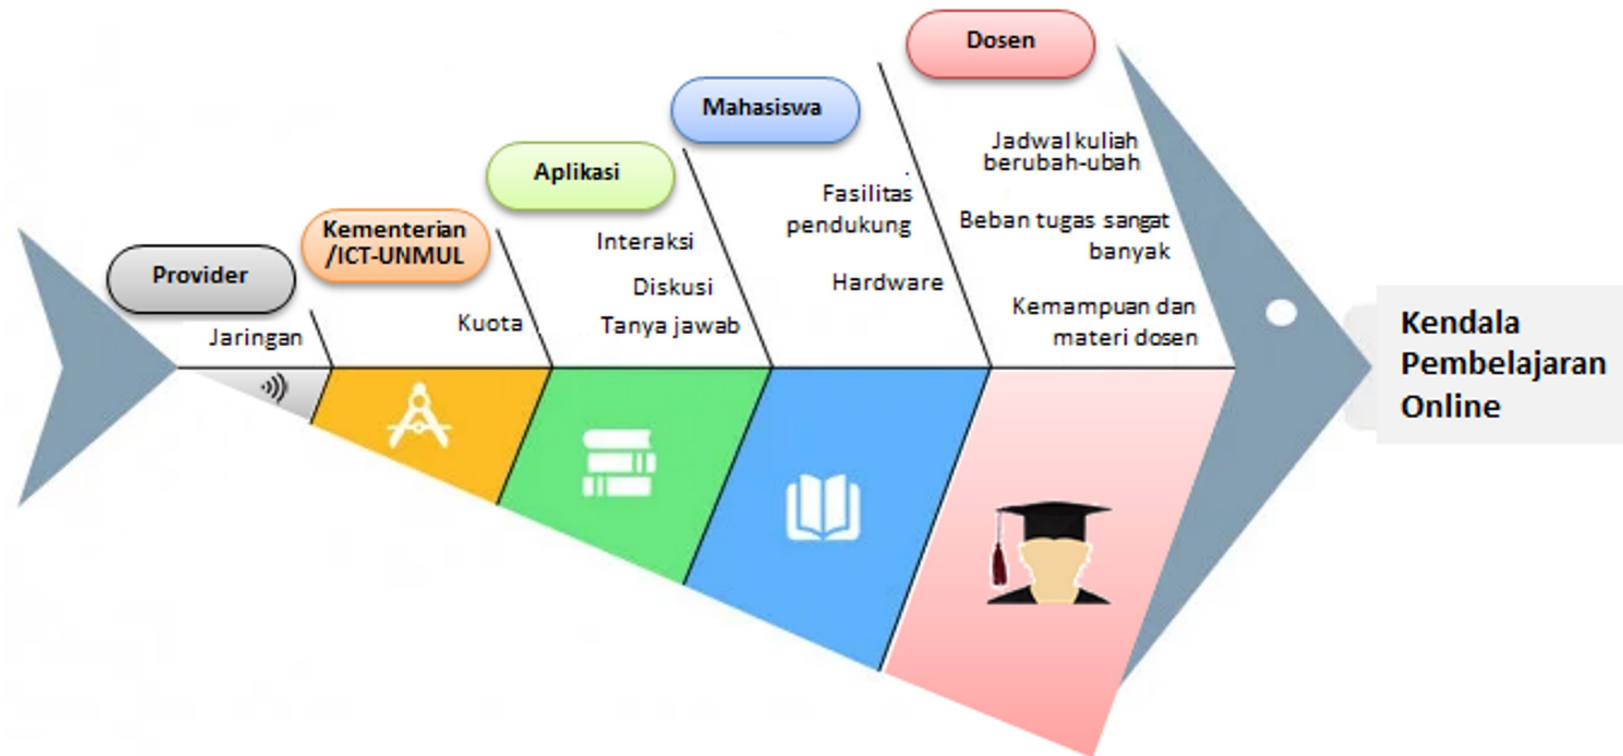 Dosen
Mahasiswa
Aplikasi
Kementerian
/ICT-UNMUL
Provider
Jaringan
Kuota
Interaksi
Diskusi
Tanya jawab
Fasilitas
pendukung
Hardware
Jadwal kuliah
berubah-ubah
Beban tugas sangat
banyak
Kemampuan dan
materi dosen
Kendala
Pembelajaran
Online